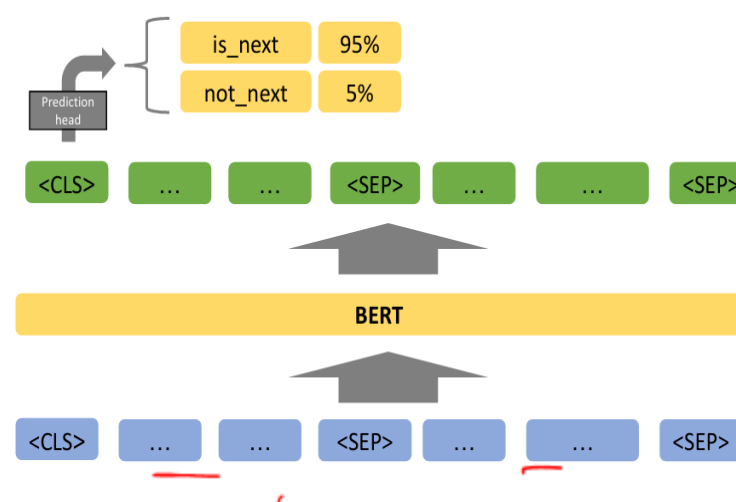 is_next 95%
not_next 5%
Prediction
head
<CLS> ... ... <SEP> ... ... <SEP>
BERT
<CLS> ... ... <SEP> ... ... <SEP>